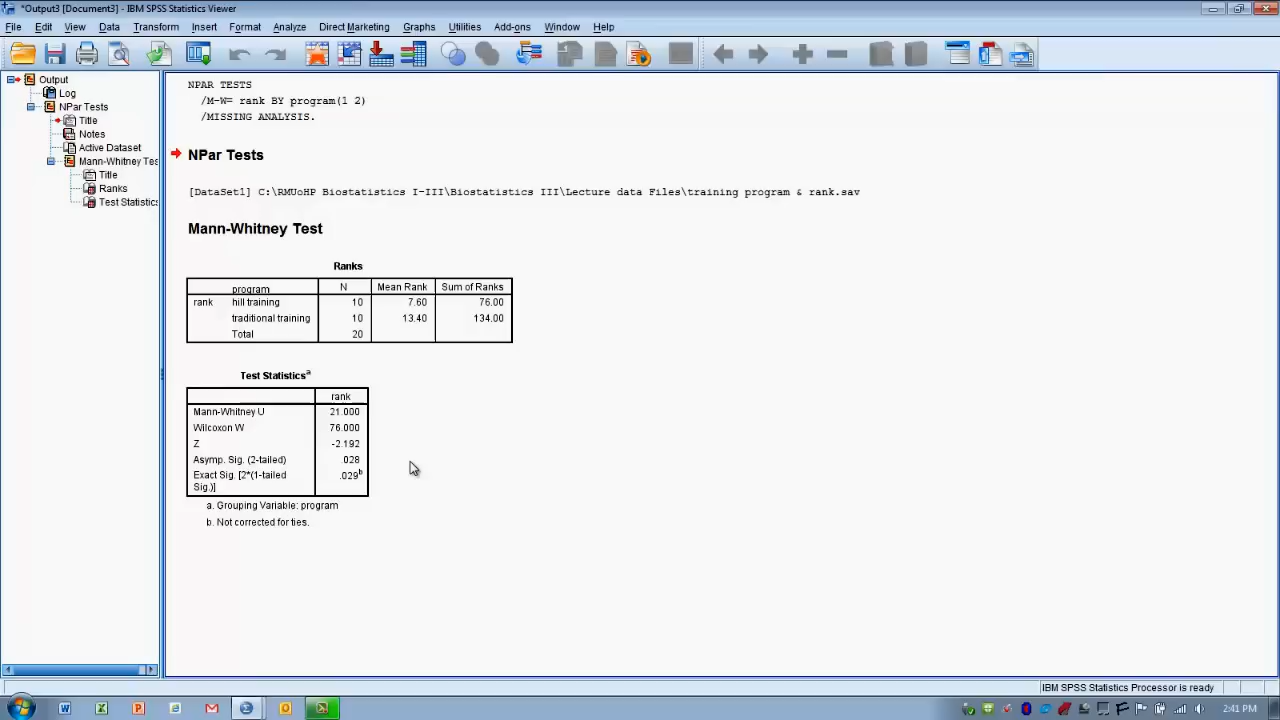 *Output3 [Document3] - IBM SPSS Statistics Viewer
File Edit View Data Transform Insert Format Analyze Direct Marketing Graphs Utilities Add-ons Window Help
Output
Log
NPar Tests
Title
Notes
Active Dataset
Mann-Whitney Tes
Title
Ranks
Test Statistics
NPAR TESTS
/M-W= rank BY program(1 2)
/MISSING ANALYSIS.
NPar Tests
[DataSet1] C:\RMUoHP Biostatistics I-III\Biostatistics III\Lecture data Files\training program & rank.sav
Mann-Whitney Test
Ranks
program N Mean Rank Sum of Ranks
rank hill training 10 7.60 76.00
traditional training 10 13.40 134.00
Total 20
Test Statisticsa
rank
Mann-Whitney U 21.000
Wilcoxon W 76.000
Z -2.192
Asymp. Sig. (2-tailed) .028
Exact Sig. [2*(1-tailed .029b
Sig.)]
a. Grouping Variable: program
b. Not corrected for ties.
IBM SPSS Statistics Processor is ready
2:41 PM